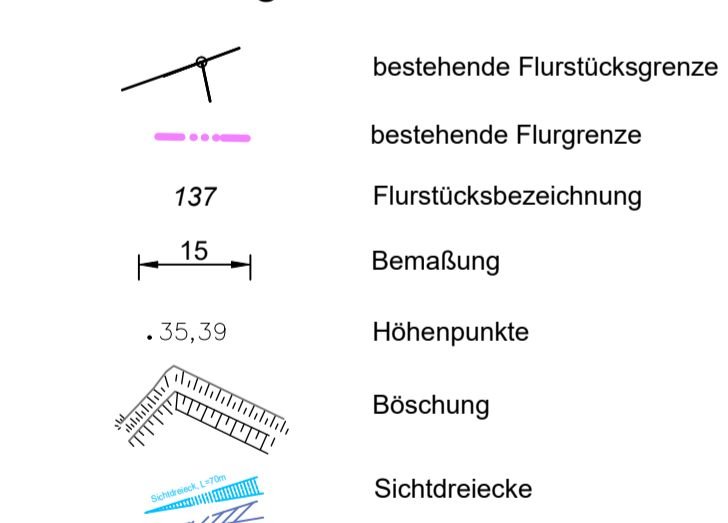 bestehende Flurstücksgrenze
bestehende Flurgrenze
137 Flurstücksbezeichnung
15 Bemaßung
.35,39 Höhenpunkte
Böschung
Sichtdreieck, L=70m Sichtdreiecke